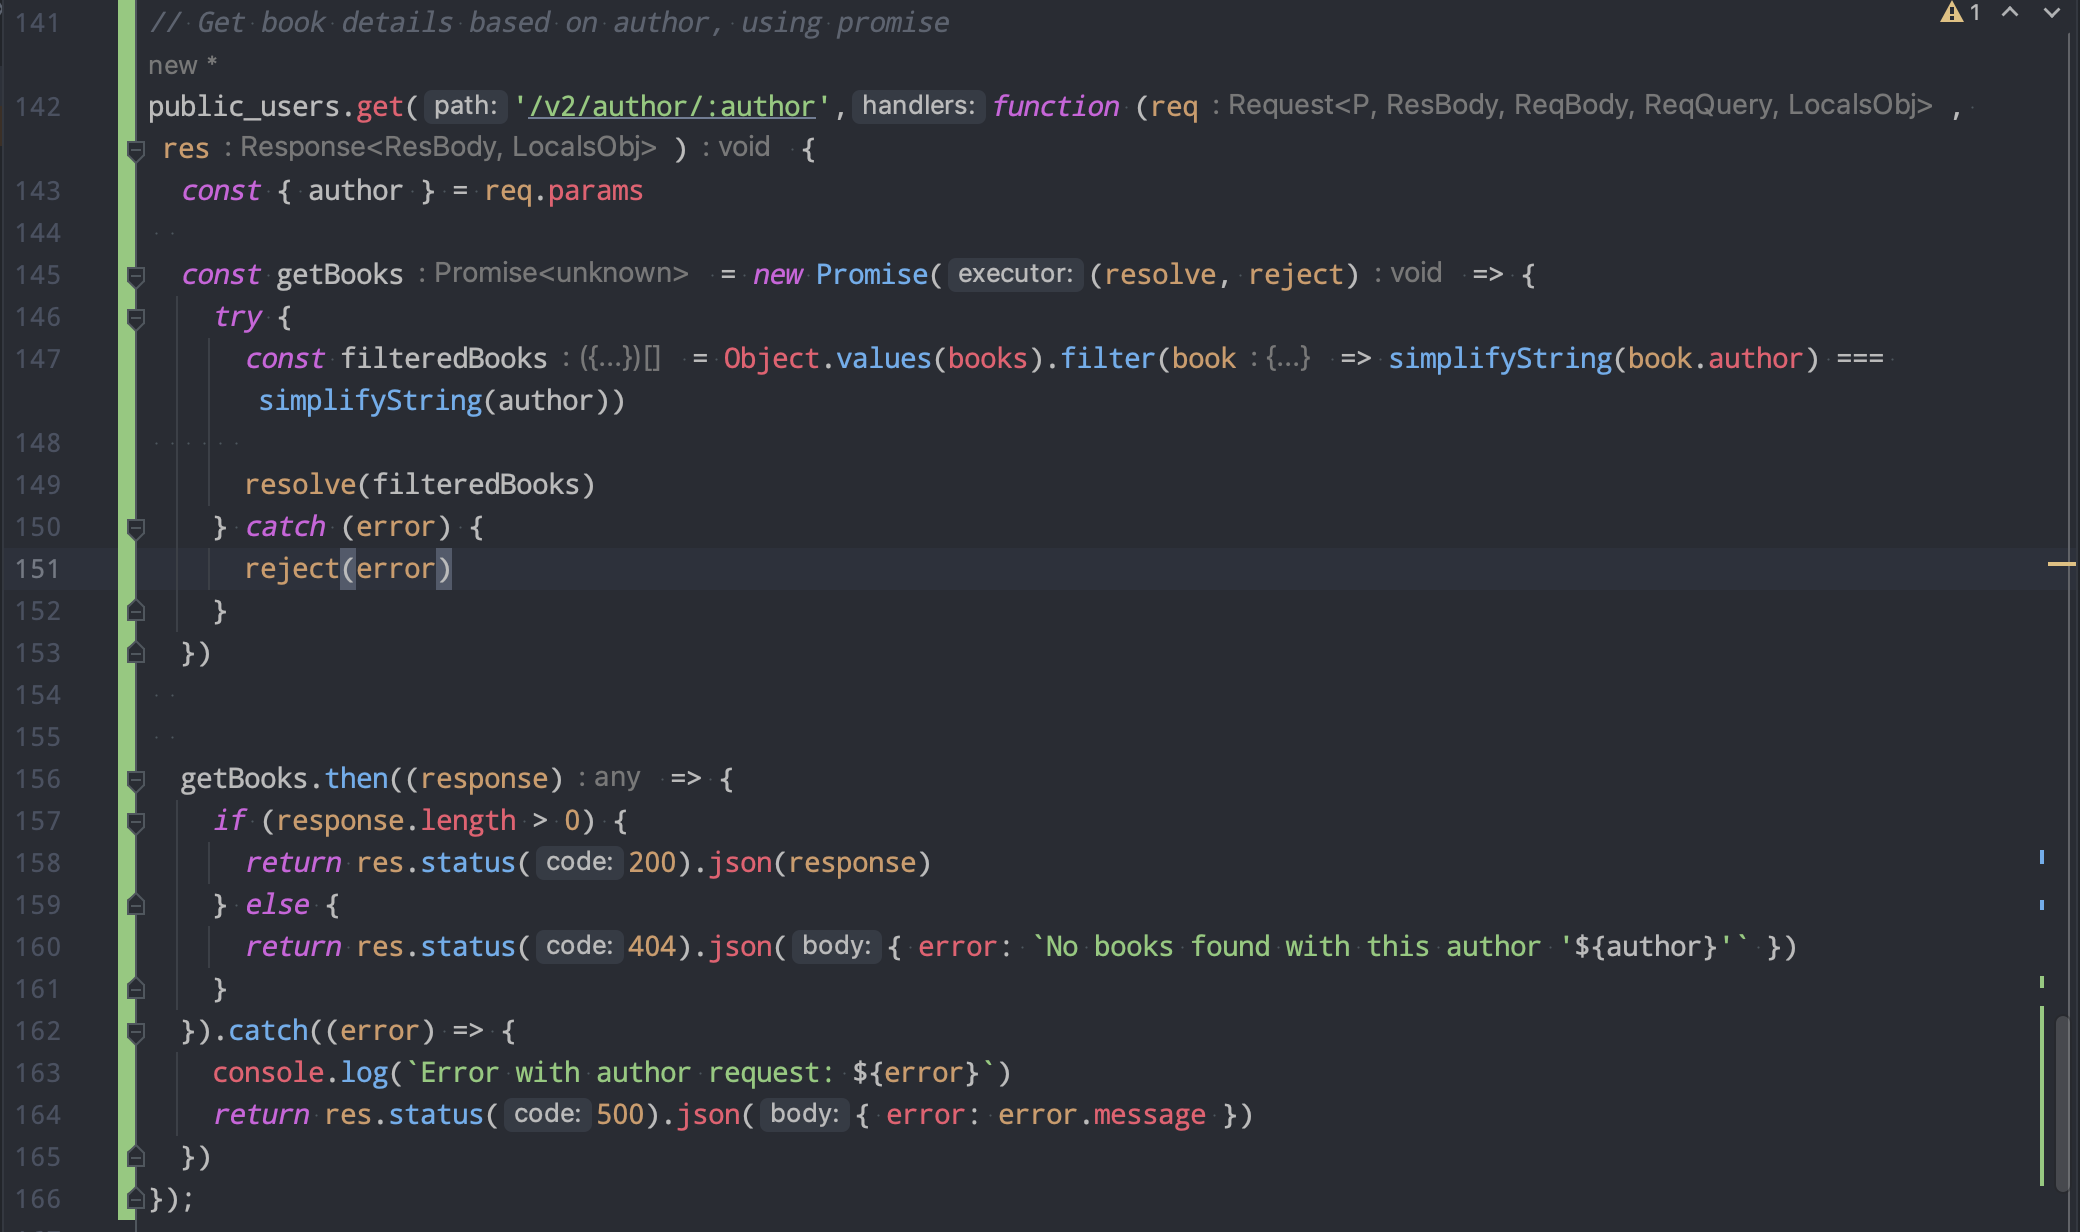 141 // Get book details based on author, using promise
new *
142 public_users.get( path: '/v2/author/:author', handlers: function (req : Request<P, ResBody, ReqBody, ReqQuery, LocalsObj> ,
res : Response<ResBody, LocalsObj> ) : void {
143 const { author } = req.params
144
145 const getBooks : Promise<unknown> = new Promise( executor: (resolve, reject) : void => {
146 try {
147 const filteredBooks : ({...})[] = Object.values(books).filter(book : {...} => simplifyString(book.author) ===
simplifyString(author))
148
149 resolve(filteredBooks)
150 } catch (error) {
151 reject(error)
152 }
153 })
154
155
156 getBooks.then((response) : any => {
157 if (response.length > 0) {
158 return res.status( code: 200).json(response)
159 } else {
160 return res.status( code: 404).json( body: { error: `No books found with this author '${author}'` })
161 }
162 }).catch((error) => {
163 console.log(`Error with author request: ${error}`)
164 return res.status( code: 500).json( body: { error: error.message })
165 })
166 });
1